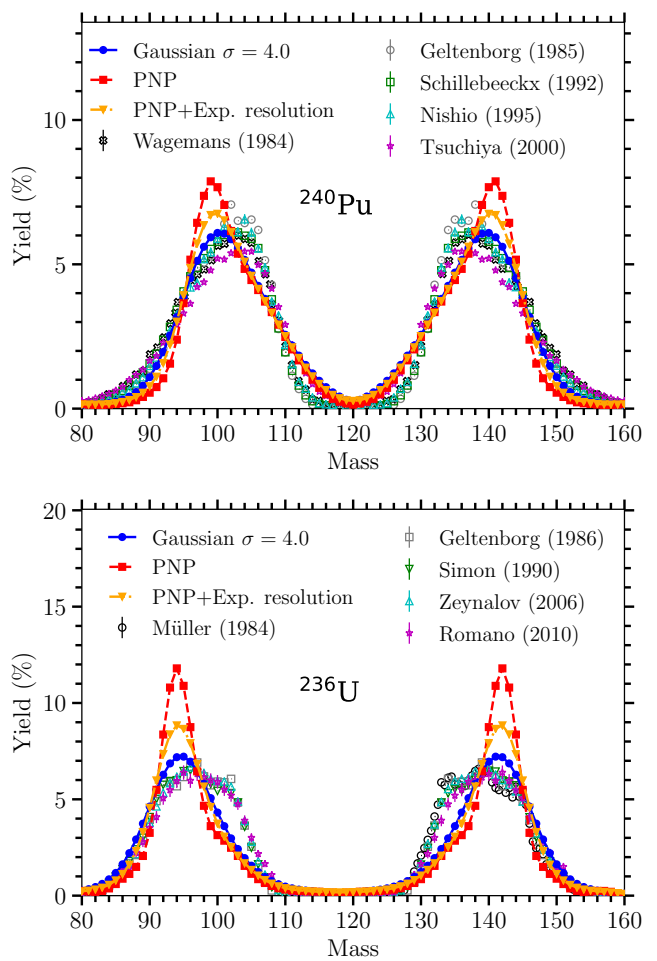 Gaussian σ = 4.0
PNP
PNP+Exp. resolution
Wagemans (1984)
Geltenborg (1985)
Schillebeeckx (1992)
Nishio (1995)
Tsuchiya (2000)
²⁴⁰Pu
Yield (%)
10
5
0
80 90 100 110 120 130 140 150 160
Mass
Gaussian σ = 4.0
PNP
PNP+Exp. resolution
Müller (1984)
Geltenborg (1986)
Simon (1990)
Zeynalov (2006)
Romano (2010)
²³⁶U
Yield (%)
20
15
10
5
0
80 90 100 110 120 130 140 150 160
Mass